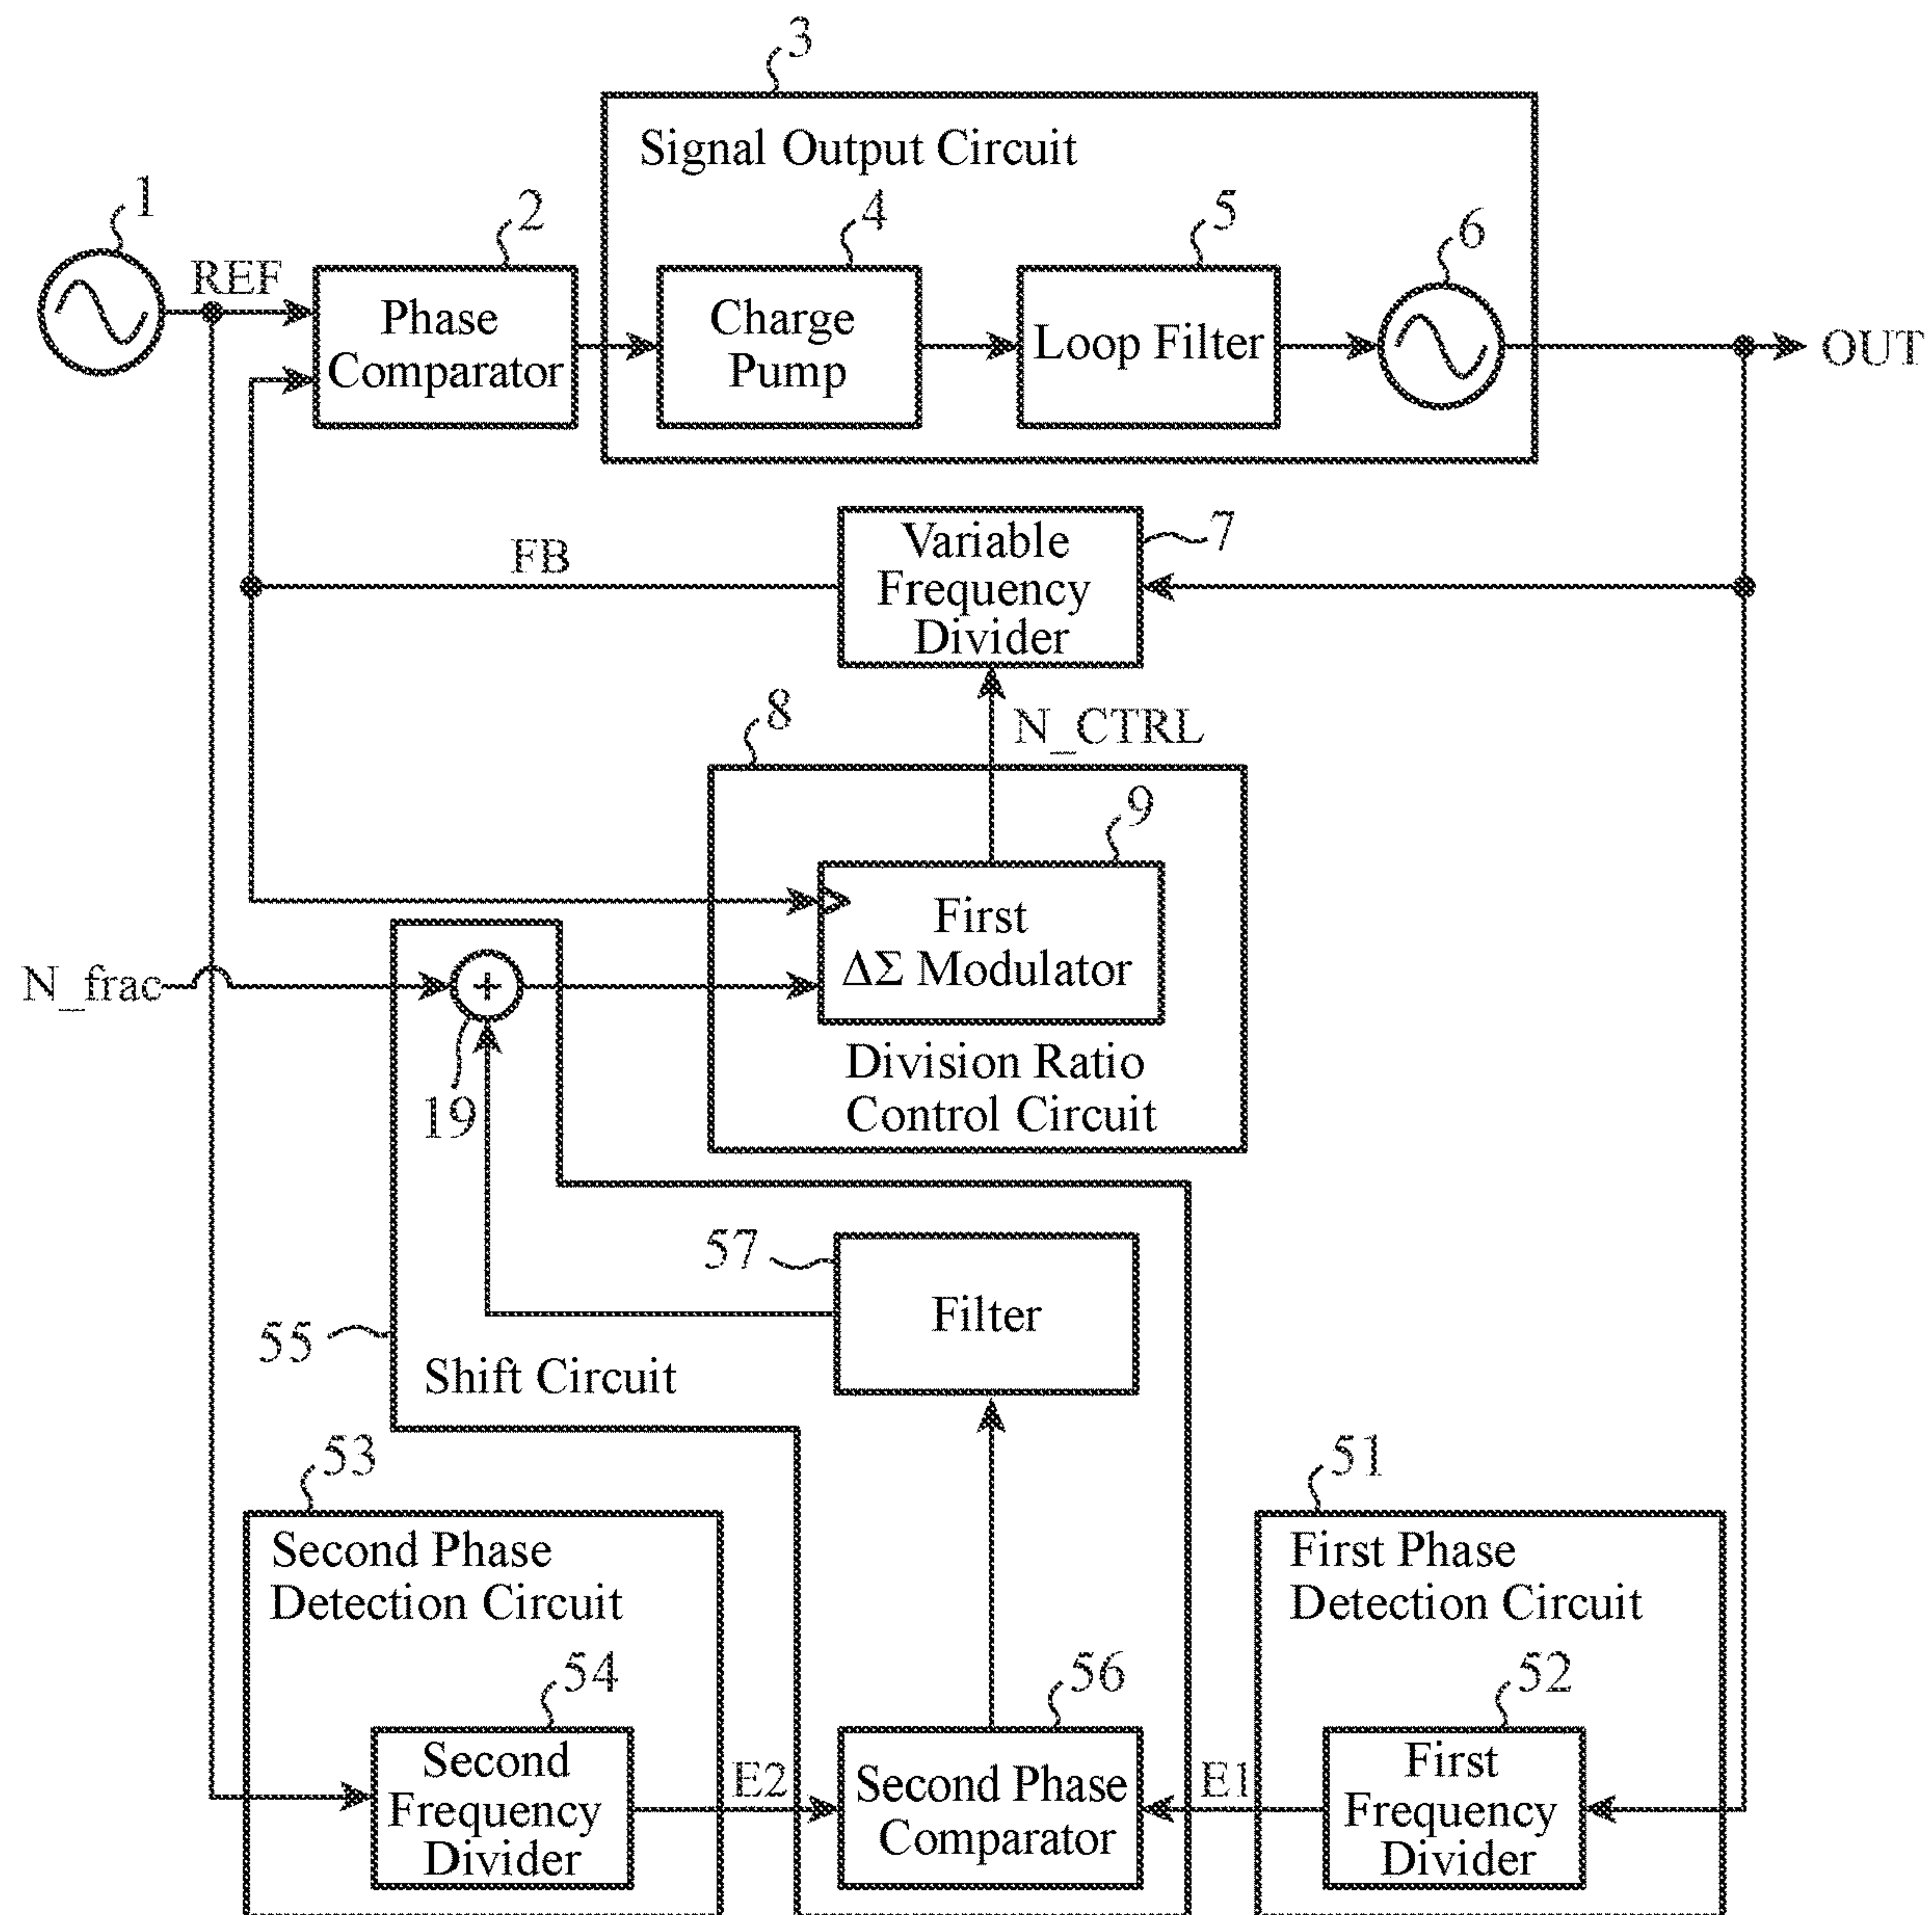 3
Signal Output Circuit
1
2
4
5
6
REF
Phase
Comparator
Charge
Pump
Loop Filter
OUT
Variable
Frequency
Divider
7
FB
8
N_CTRL
9
First
ΔΣ Modulator
N_frac
+
19
Division Ratio
Control Circuit
57
Filter
55
Shift Circuit
53
51
Second Phase
Detection Circuit
First Phase
Detection Circuit
54
56
52
Second
Frequency
Divider
E2
Second Phase
Comparator
E1
First
Frequency
Divider